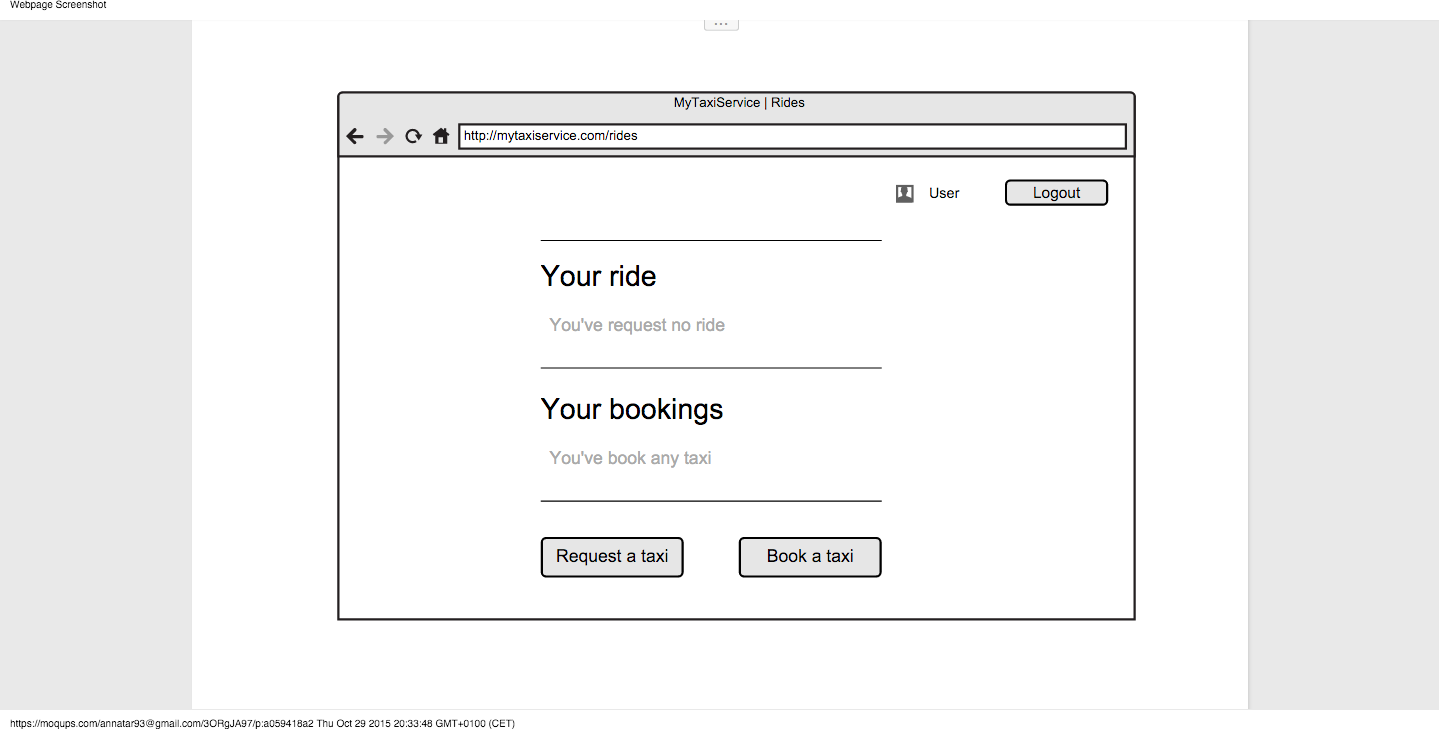 Webpage Screenshot
MyTaxiService | Rides
http://mytaxiservice.com/rides
User
Logout
Your ride
You've request no ride
Your bookings
You've book any taxi
Request a taxi
Book a taxi
https://moqups.com/annatar93@gmail.com/3ORgJA97/p:a059418a2 Thu Oct 29 2015 20:33:48 GMT+0100 (CET)